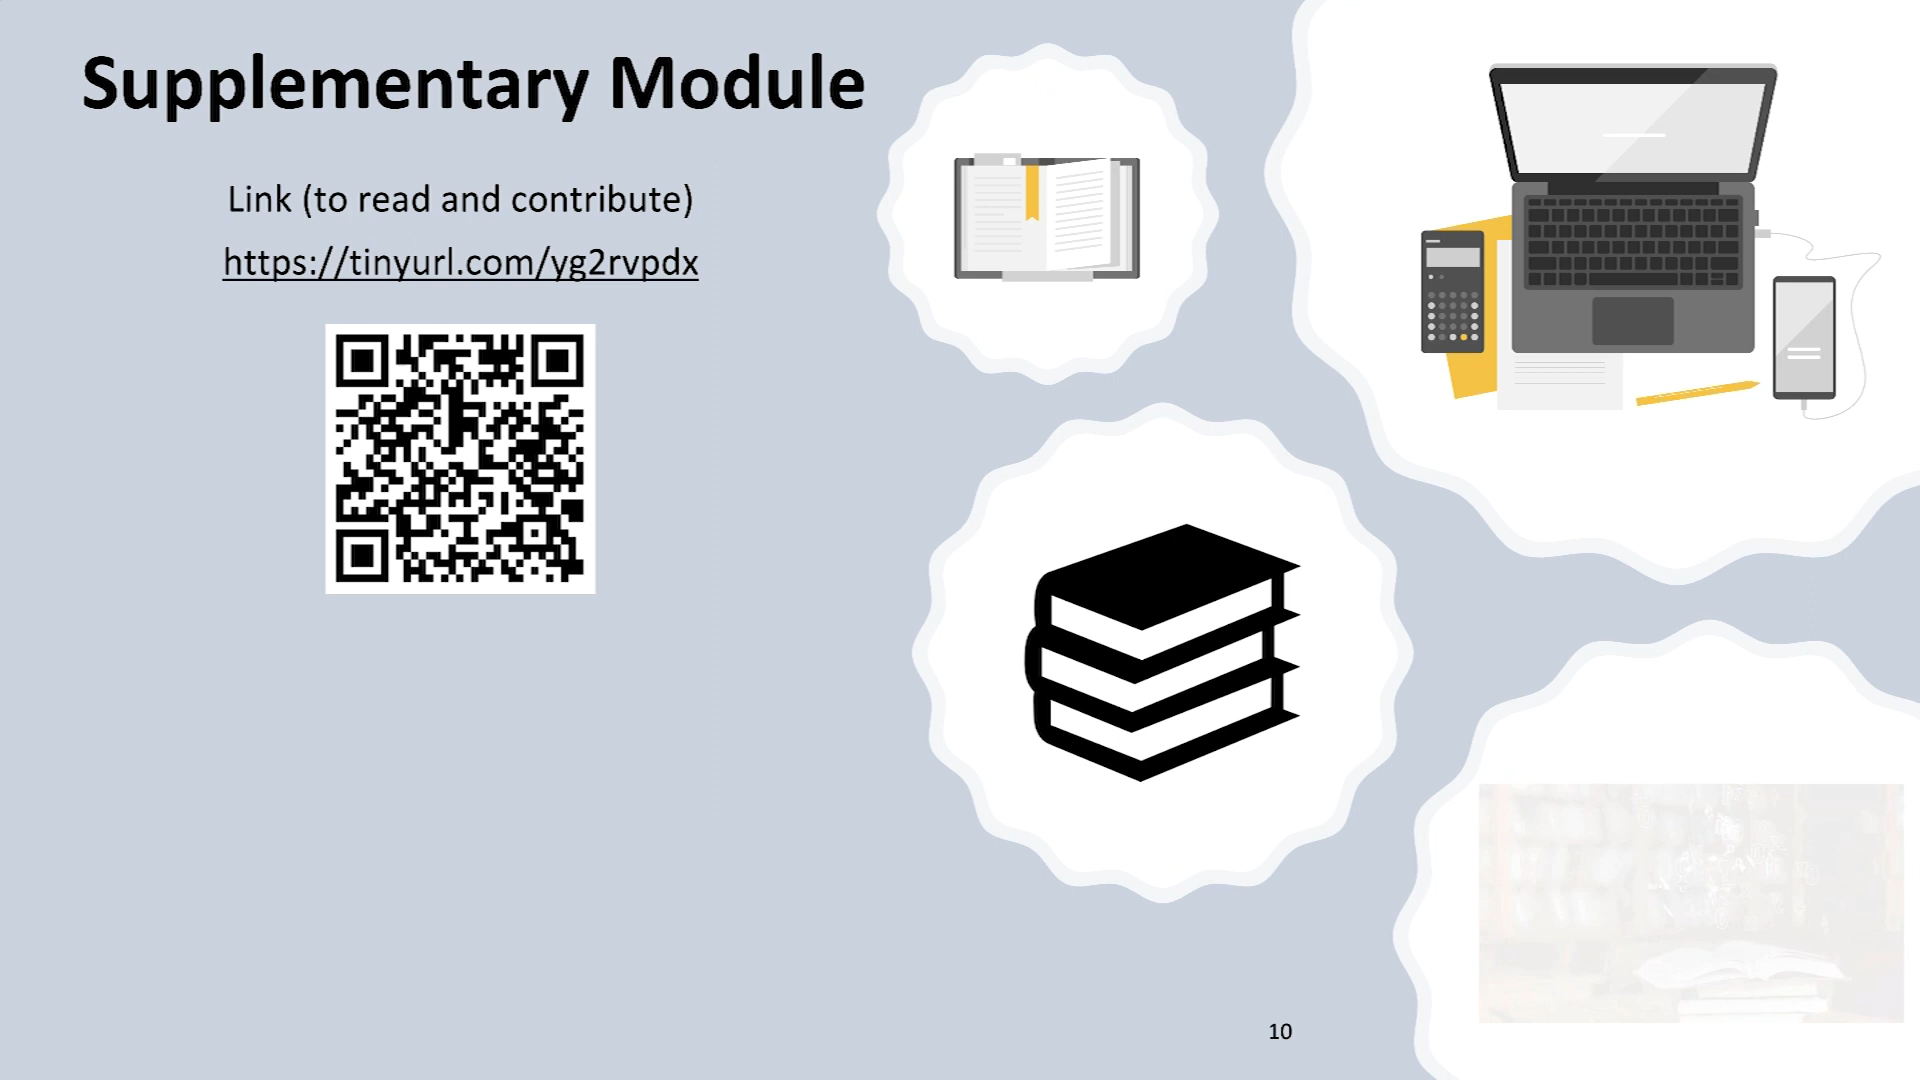 Supplementary Module
Link (to read and contribute)
https://tinyurl.com/yg2rvpdx
10